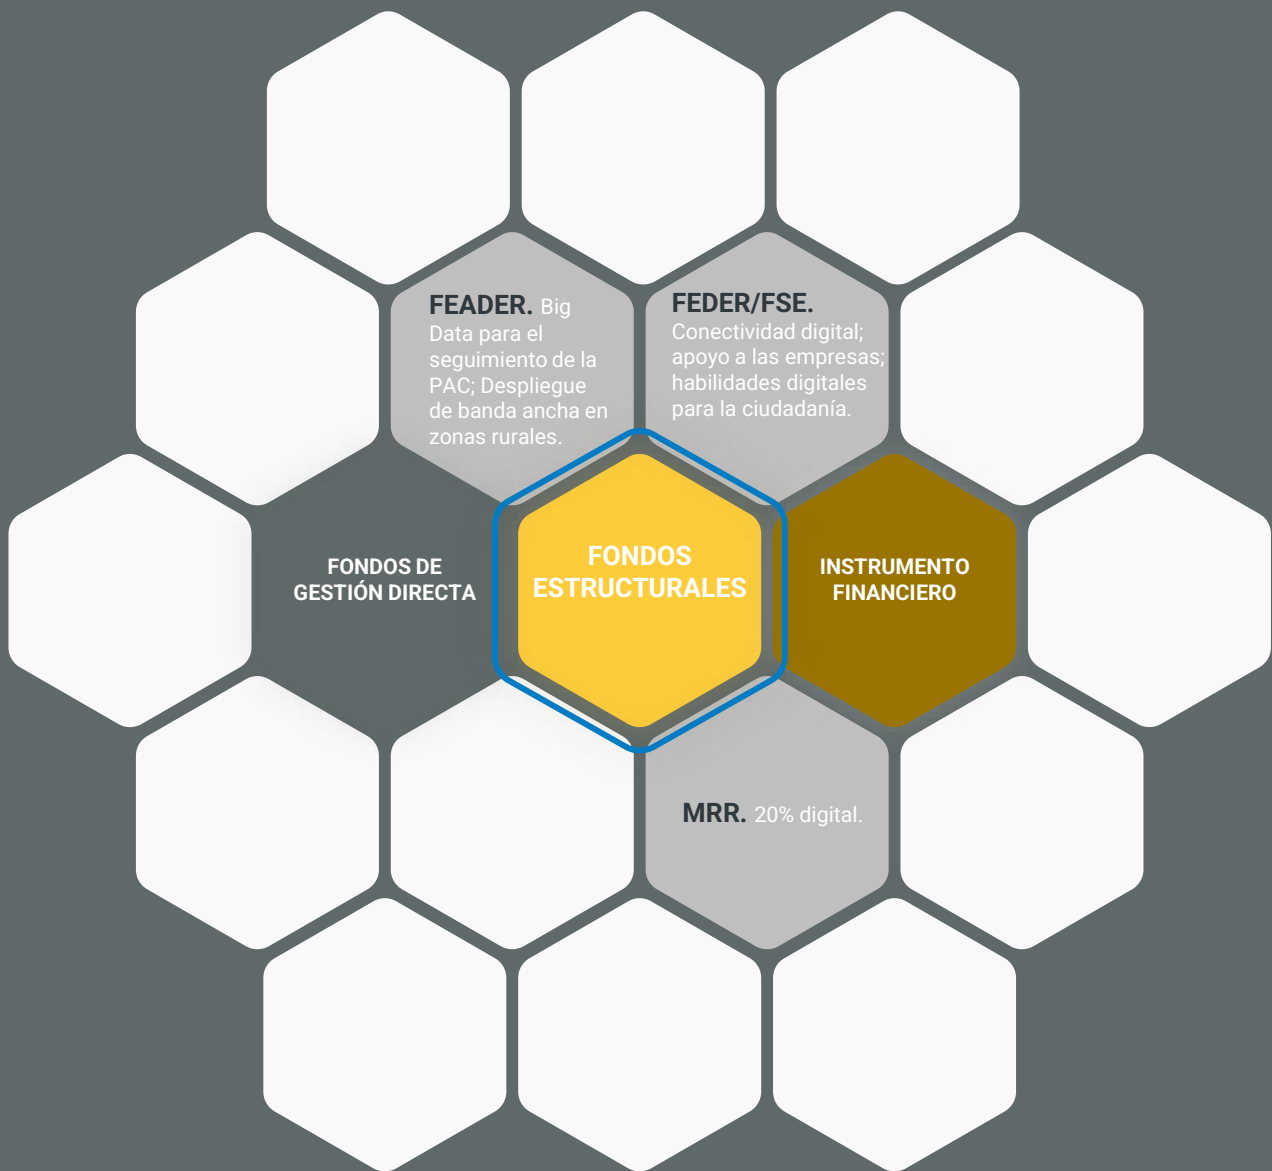 FEADER. Big
Data para el
seguimiento de la
PAC; Despliegue
de banda ancha en
zonas rurales.
FEDER/FSE.
Conectividad digital;
apoyo a las empresas;
habilidades digitales
para la ciudadanía.
FONDOS DE
GESTIÓN DIRECTA
FONDOS
ESTRUCTURALES
INSTRUMENTO
FINANCIERO
MRR. 20% digital.